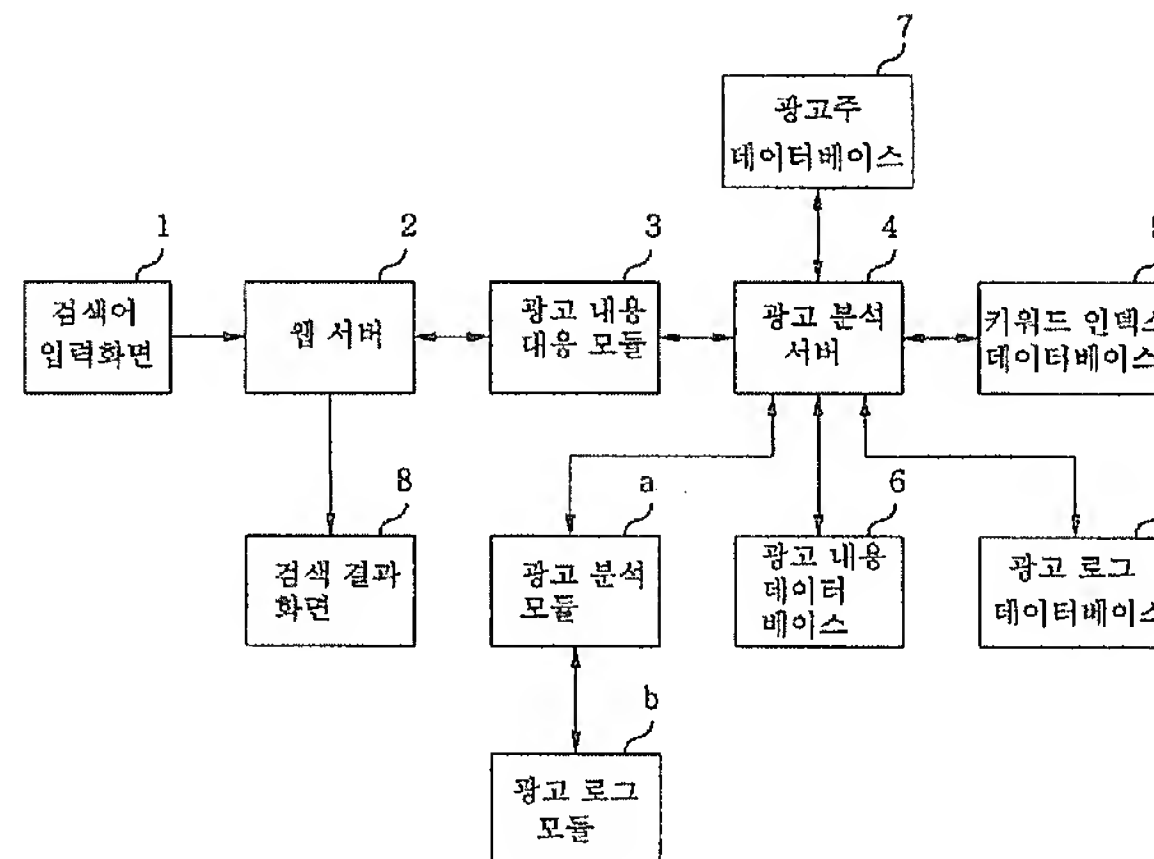 7
광고주
데이터베이스
1
2
3
4
검색어
입력화면
웹 서버
광고 내용
대응 모듈
광고 분석
서버
키워드 인덱스
데이터베이스
8
a
6
검색 결과
화면
광고 분석
모듈
광고 내용
데이터
베이스
광고 로그
데이터베이스
b
광고 로그
모듈